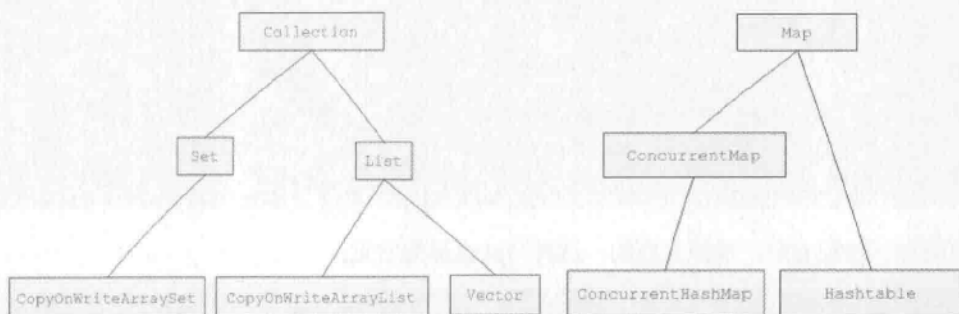 Collection
Map
Set
List
ConcurrentMap
CopyOnWriteArraySet
CopyOnWriteArrayList
Vector
ConcurrentHashMap
Hashtable